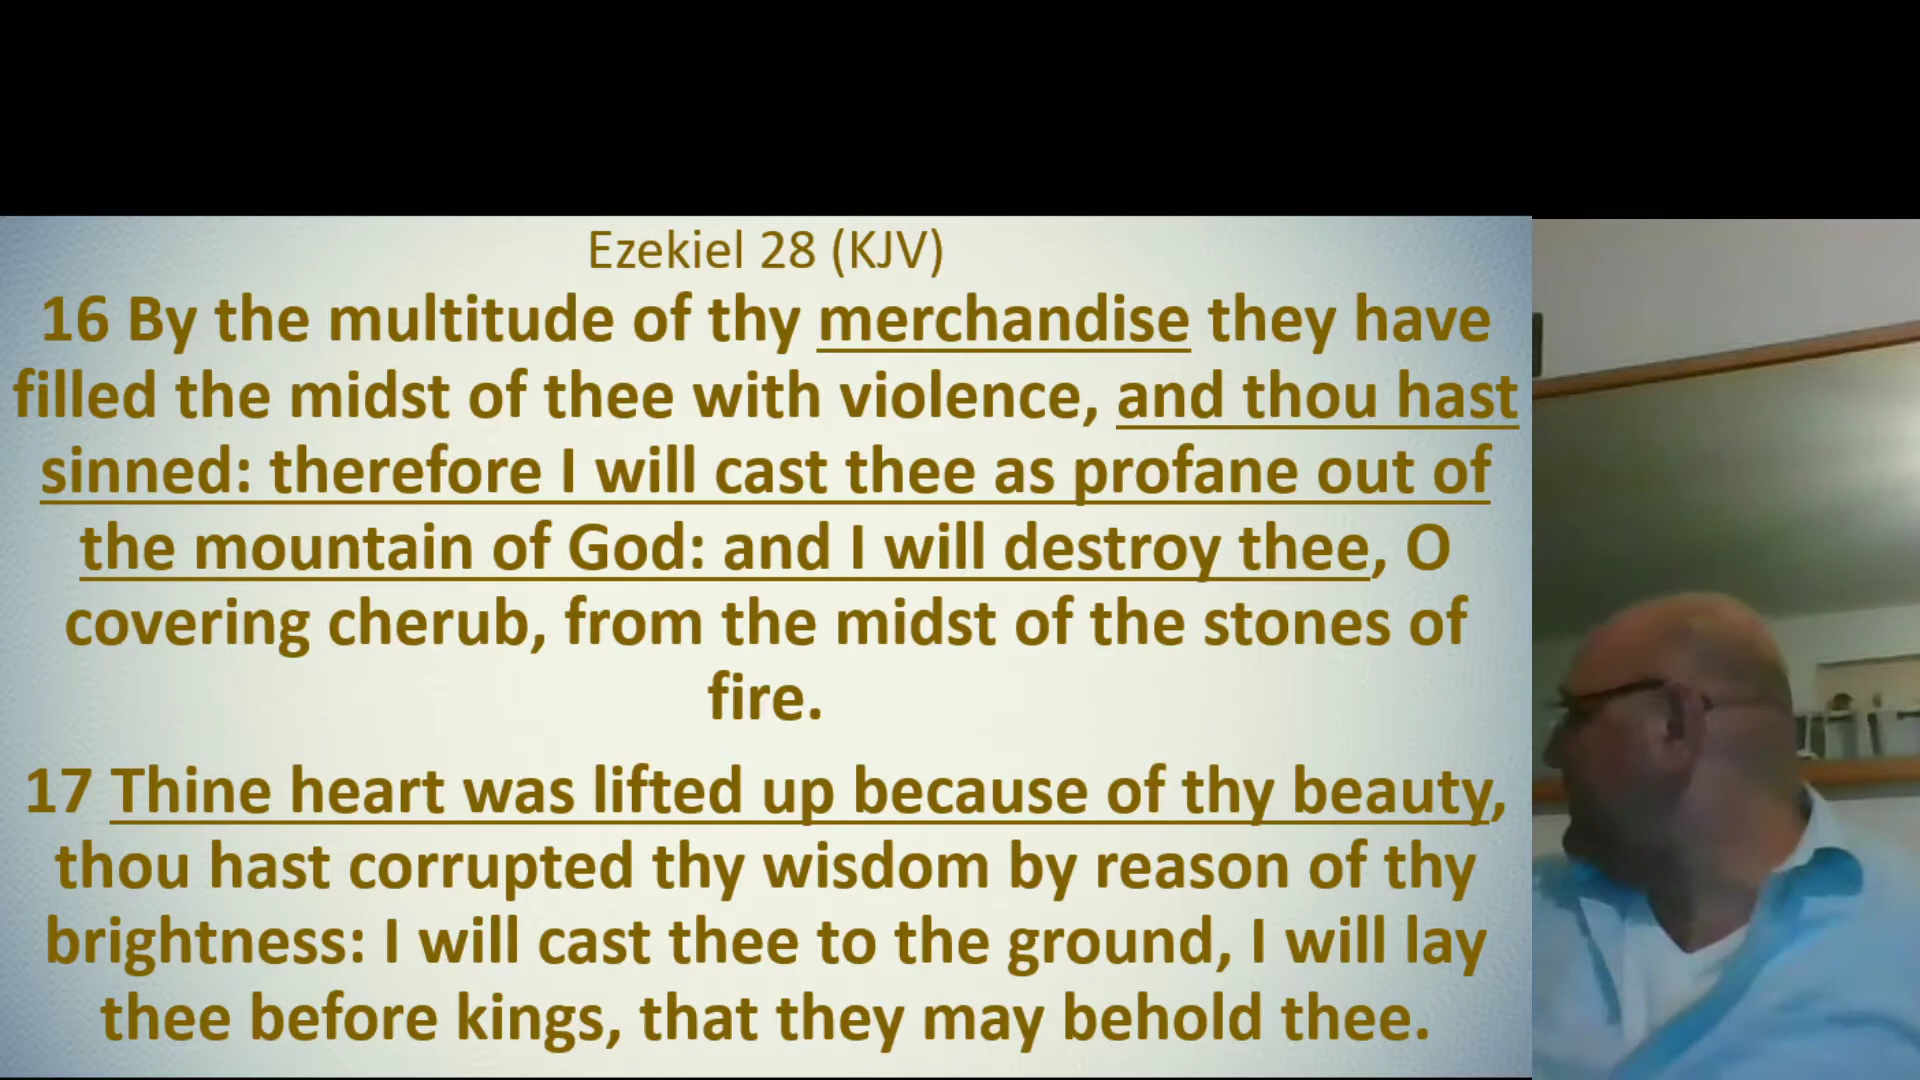 Ezekiel 28 (KJV)
16 By the multitude of thy merchandise they have
filled the midst of thee with violence, and thou hast
sinned: therefore I will cast thee as profane out of
the mountain of God: and I will destroy thee, O
covering cherub, from the midst of the stones of
fire.
17 Thine heart was lifted up because of thy beauty,
thou hast corrupted thy wisdom by reason of thy
brightness: I will cast thee to the ground, I will lay
thee before kings, that they may behold thee.